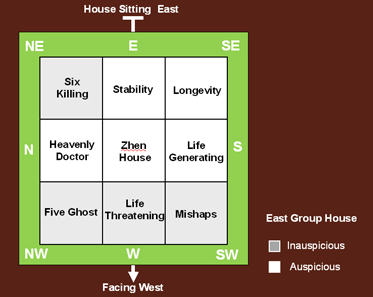 House Sitting East
NE E SE
Six Killing
Stability
Longevity
N
Heavenly Doctor
Zhen House
Life Generating
S
Five Ghost
Life Threatening
Mishaps
NW W SW
Facing West
East Group House
Inauspicious
Auspicious